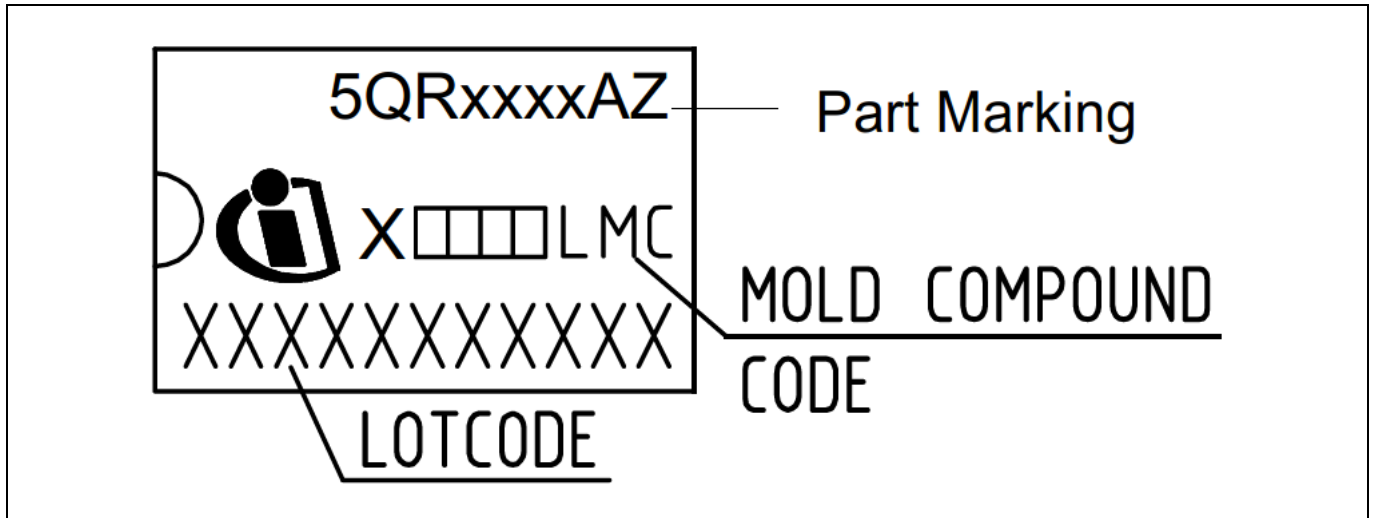 5QRxxxxAZ
Part Marking
X□□□□LMC
MOLD COMPOUND
CODE
XXXXXXXXXXX
LOTCODE